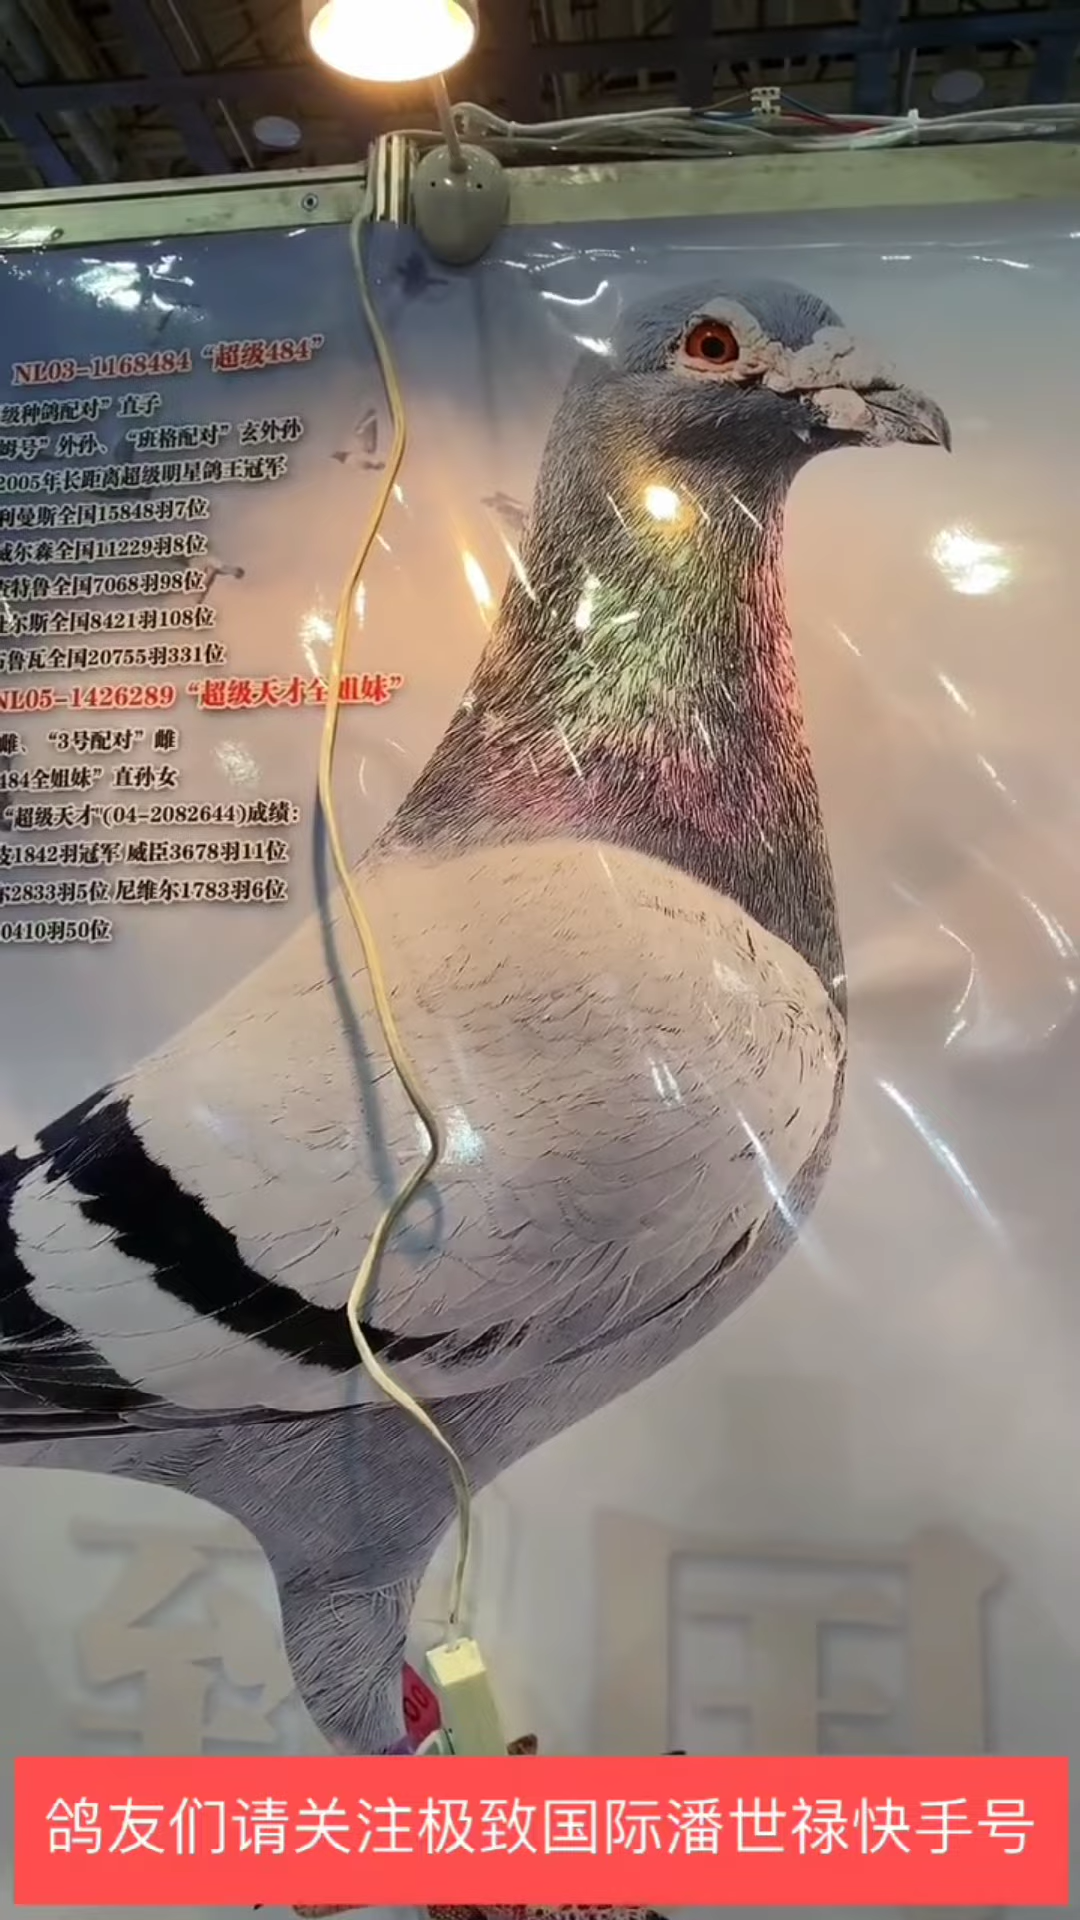 NL03-1168484 “超级484”
级种鸽配对” 直子
姆号” 外孙、“班格配对” 玄外孙
2005年长距离超级明星鸽王冠军
利曼斯全国15848羽7位
威尔森全国11229羽8位
查特鲁全国7068羽98位
杜尔斯全国8421羽108位
布鲁瓦全国20755羽331位
NL05-1426289 “超级天才全姐妹”
雌、“3号配对” 雌
484全姐妹” 直孙女
“超级天才”(04-2082644)成绩：
1842羽冠军 威臣3678羽11位
尔2833羽5位 尼维尔1783羽6位
0410羽50位
致 国
鸽友们请关注极致国际潘世禄快手号